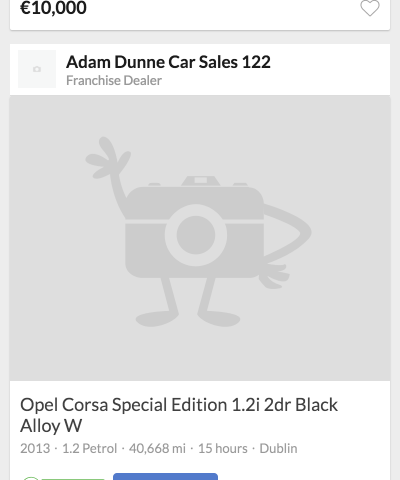 €10,000
Adam Dunne Car Sales 122
Franchise Dealer
Opel Corsa Special Edition 1.2i 2dr Black
Alloy W
2013 · 1.2 Petrol · 40,668 mi · 15 hours · Dublin